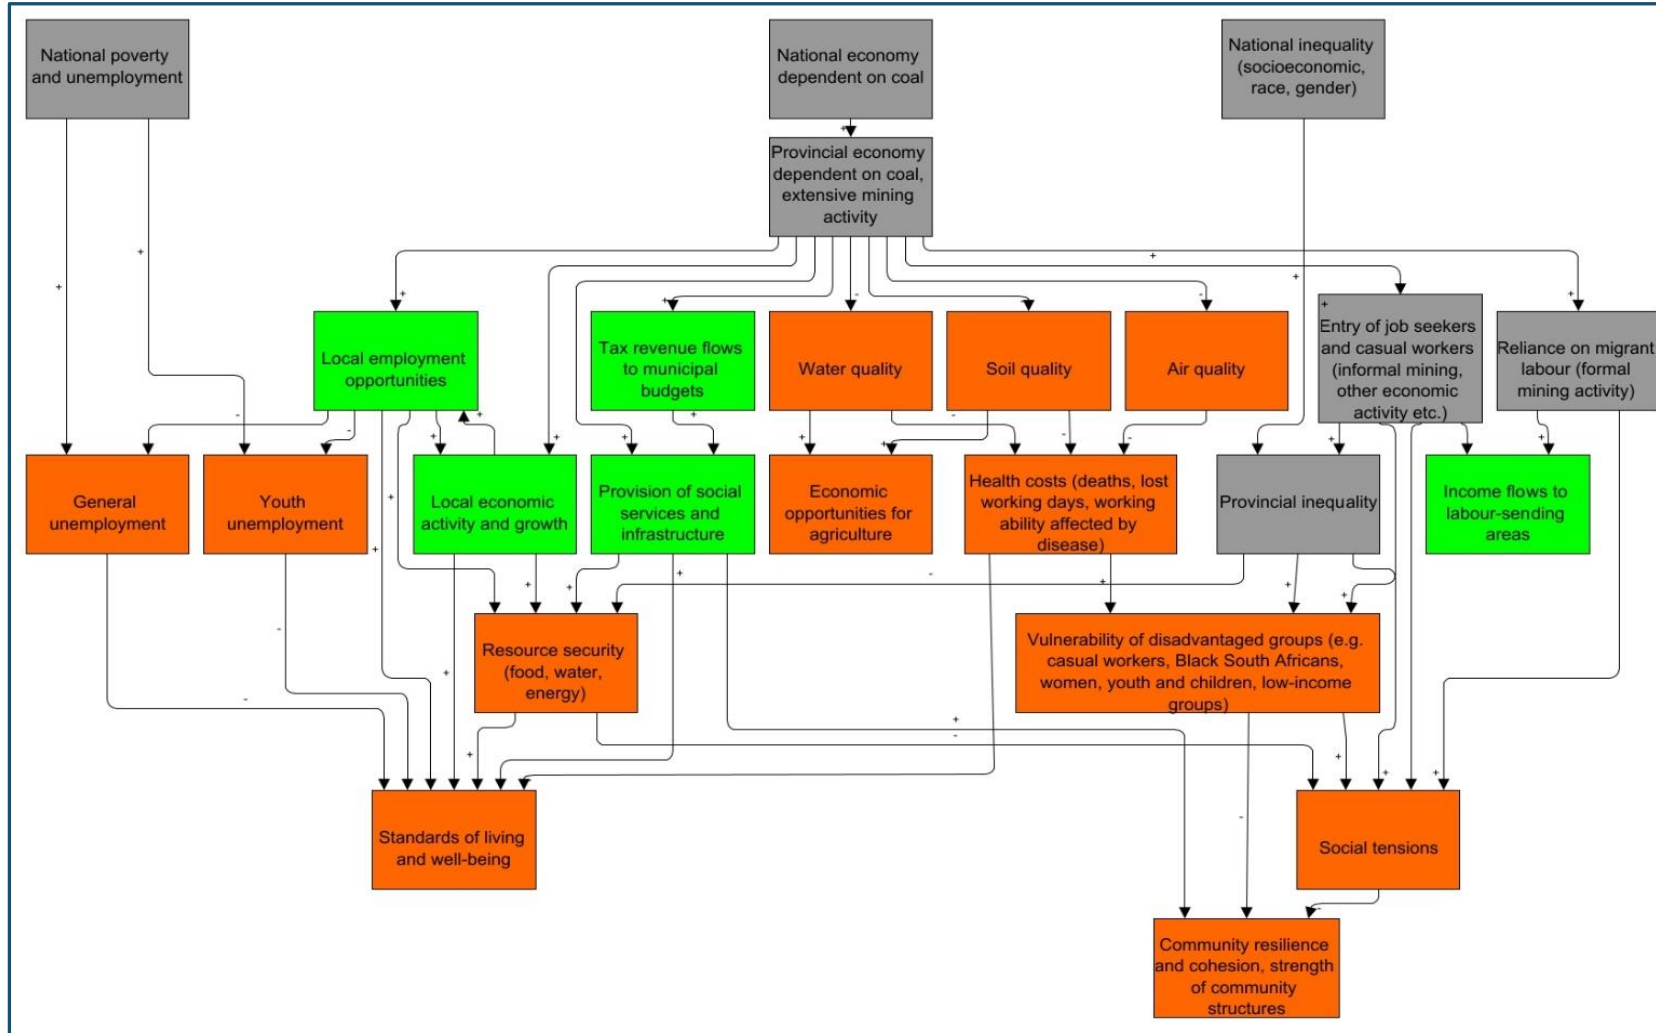 National poverty
and unemployment
National economy
dependent on coal
National inequality
(socioeconomic,
race, gender)
Provincial economy
dependent on coal,
extensive mining
activity
Local employment
opportunities
Tax revenue flows
to municipal
budgets
Water quality
Soil quality
Air quality
Entry of job seekers
and casual workers
(informal mining,
other economic
activity etc.)
Reliance on migrant
labour (formal
mining activity)
General
unemployment
Youth
unemployment
Local economic
activity and growth
Provision of social
services and
infrastructure
Economic
opportunities for
agriculture
Health costs (deaths, lost
working days, working
ability affected by
disease)
Provincial inequality
Income flows to
labour-sending
areas
Resource security
(food, water,
energy)
Vulnerability of disadvantaged groups (e.g.
casual workers, Black South Africans,
women, youth and children, low-income
groups)
Standards of living
and well-being
Social tensions
Community resilience
and cohesion, strength
of community
structures